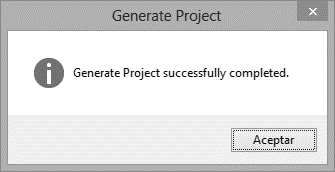 Generate Project
Generate Project successfully completed.
Aceptar